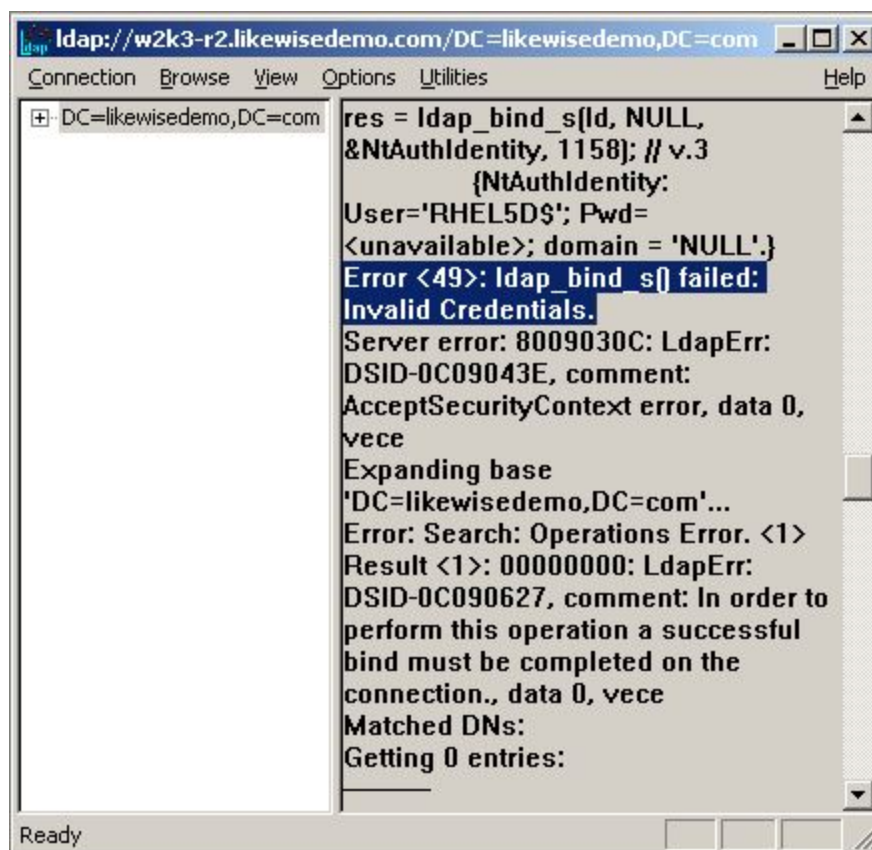 ldap://w2k3-r2.likewisedemo.com/DC=likewisedemo,DC=com
Connection Browse View Options Utilities Help
DC=likewisedemo,DC=com
res = ldap_bind_s(ld, NULL,
&NtAuthIdentity, 1158); // v.3
{NtAuthIdentity:
User='RHEL5D$'; Pwd=
<unavailable>; domain = 'NULL'.}
Error <49>: ldap_bind_s() failed:
Invalid Credentials.
Server error: 8009030C: LdapErr:
DSID-0C09043E, comment:
AcceptSecurityContext error, data 0,
vece
Expanding base
'DC=likewisedemo,DC=com'...
Error: Search: Operations Error. <1>
Result <1>: 00000000: LdapErr:
DSID-0C090627, comment: In order to
perform this operation a successful
bind must be completed on the
connection., data 0, vece
Matched DNs:
Getting 0 entries:
Ready